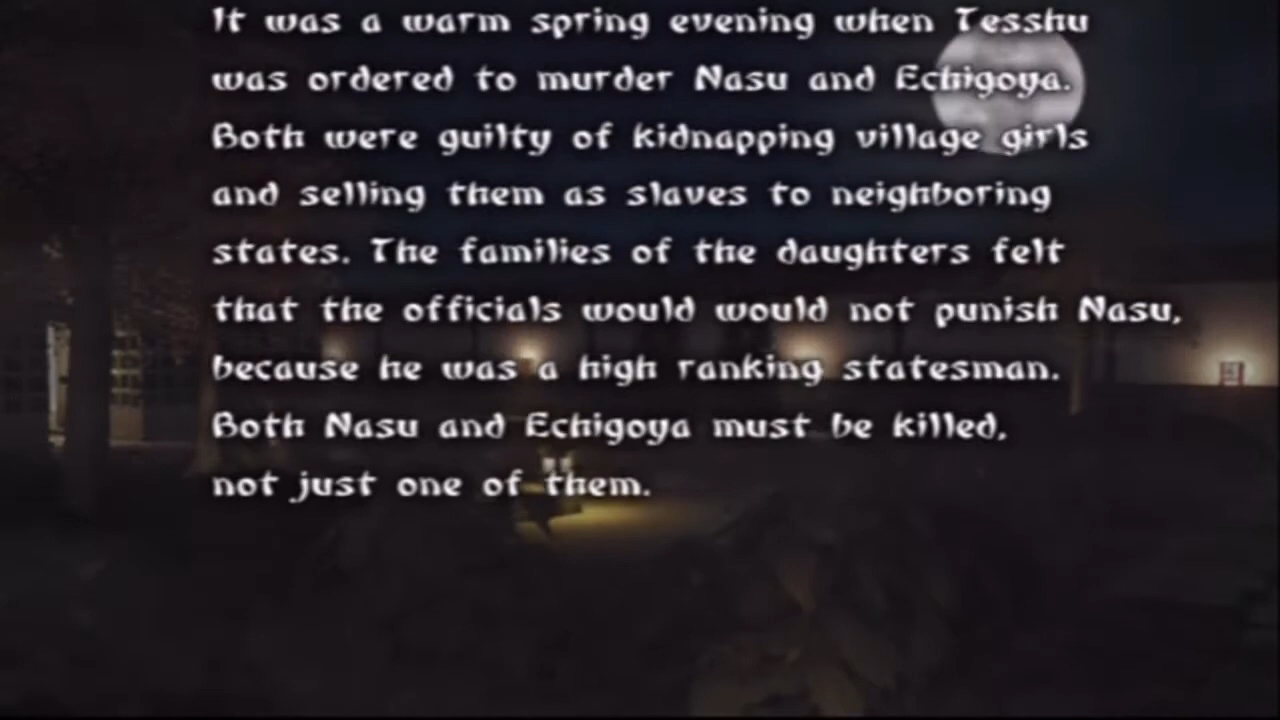 It was a warm spring evening when Tesshu
was ordered to murder Nasu and Echigoya.
Both were guilty of kidnapping village girls
and selling them as slaves to neighboring
states. The families of the daughters felt
that the officials would would not punish Nasu,
because he was a high ranking statesman.
Both Nasu and Echigoya must be killed,
not just one of them.